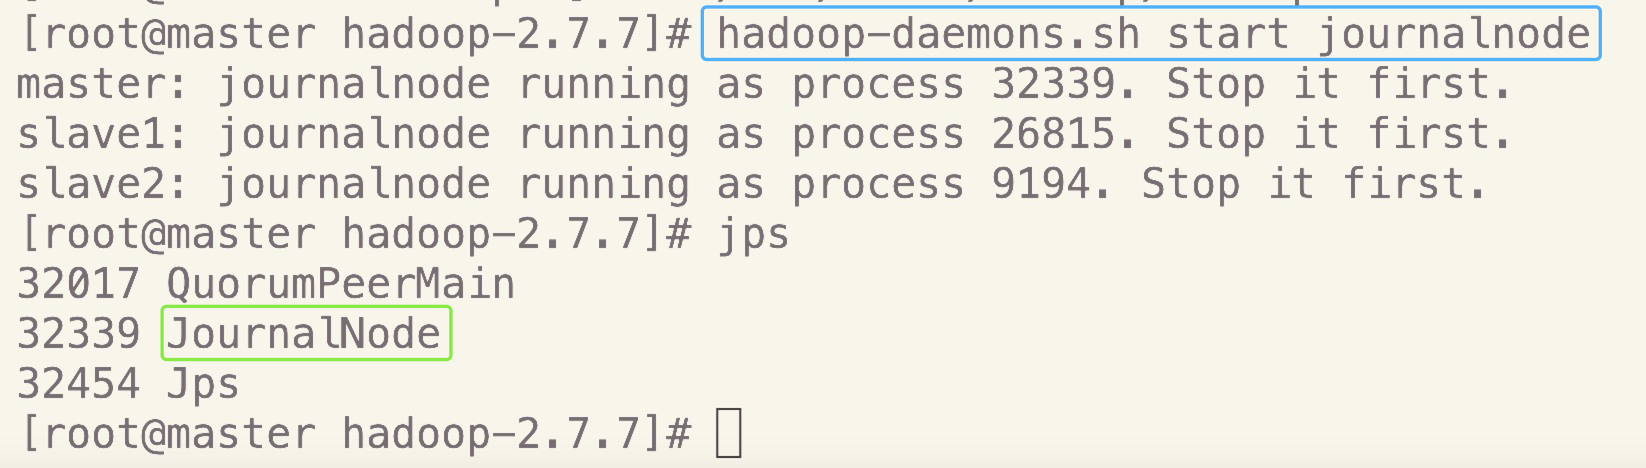 [root@master hadoop-2.7.7]# hadoop-daemons.sh start journalnode
master: journalnode running as process 32339. Stop it first.
slave1: journalnode running as process 26815. Stop it first.
slave2: journalnode running as process 9194. Stop it first.
[root@master hadoop-2.7.7]# jps
32017 QuorumPeerMain
32339 JournalNode
32454 Jps
[root@master hadoop-2.7.7]#